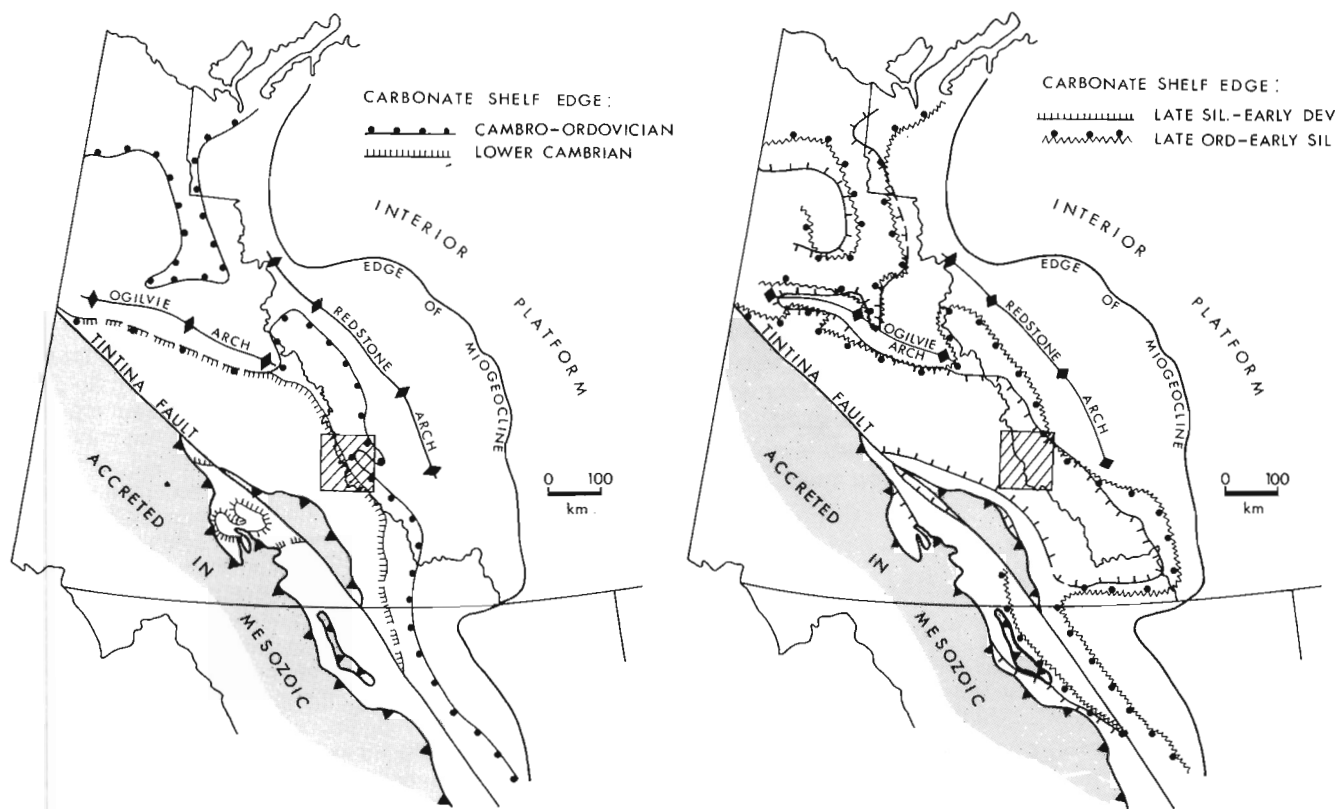 CARBONATE SHELF EDGE:
CAMBRO-ORDOVICIAN
LOWER CAMBRIAN
INTERIOR
PLATFORM
EDGE
OF
MIOGEOCLINE
OGILVIE
ARCH
REDSTONE
ARCH
TINTINA FAULT
ACCRETED
IN
MESOZOIC
0 100
km
CARBONATE SHELF EDGE:
LATE SIL.-EARLY DEV
LATE ORD-EARLY SIL
INTERIOR
PLATFORM
EDGE
OF
MIOGEOCLINE
OGILVIE
ARCH
REDSTONE
ARCH
TINTINA FAULT
ACCRETED
IN
MESOZOIC
0 100
km